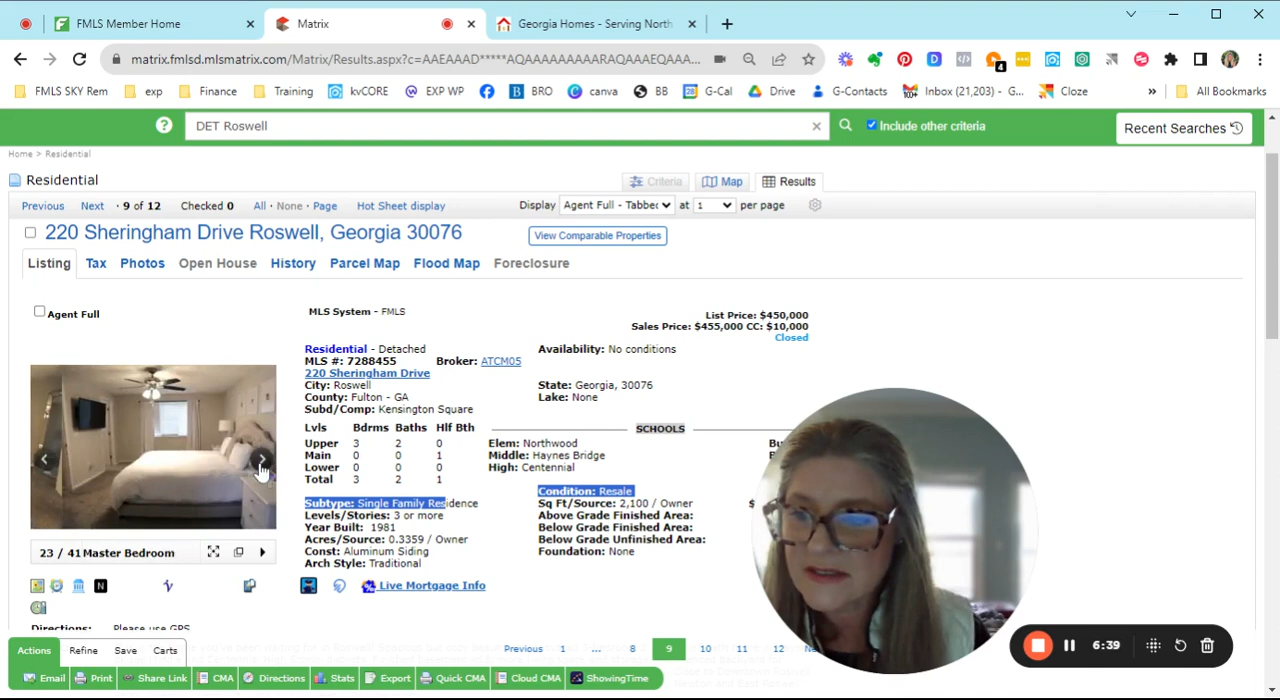 FMLS Member Home
Matrix
Georgia Homes - Serving North
matrix.fmlsd.mlsmatrix.com/Matrix/Results.aspx?c=AAEAAAD*****AQAAAAAAAAARAQAAAEQAAA...
4
FMLS SKY Rem
exp
Finance
Training
kvCORE
EXP WP
BRO
canva
BB
G-Cal
Drive
G-Contacts
Inbox (21,203) - G...
Cloze
»
All Bookmarks
? DET Roswell
Include other criteria
Recent Searches
Home > Residential
Residential
Criteria Map Results
Previous Next · 9 of 12 Checked 0 All · None · Page Hot Sheet display Display Agent Full - Tabbed at 1 per page
220 Sheringham Drive Roswell, Georgia 30076
View Comparable Properties
Listing Tax Photos Open House History Parcel Map Flood Map Foreclosure
Agent Full
MLS System - FMLS
List Price: $450,000
Sales Price: $455,000 CC: $10,000
Closed
Residential - Detached
Availability: No conditions
MLS #: 7288455 Broker: ATCM05
220 Sheringham Drive
City: Roswell
State: Georgia, 30076
County: Fulton - GA
Lake: None
Subd/Comp: Kensington Square
Lvls Bdrms Baths Hlf Bth
SCHOOLS
Upper 3 2 0
Elem: Northwood
Main 0 0 1
Middle: Haynes Bridge
Lower 0 0 0
High: Centennial
Total 3 2 1
Subtype: Single Family Residence
Condition: Resale
Sq Ft/Source: 2,100 / Owner
$
Levels/Stories: 3 or more
Above Grade Finished Area:
Year Built: 1981
Below Grade Finished Area:
Acres/Source: 0.3359 / Owner
Below Grade Unfinished Area:
Const: Aluminum Siding
Foundation: None
Arch Style: Traditional
23 / 41 Master Bedroom
N
Live Mortgage Info
Directions: Please use GPS
Actions Refine Save Carts
Previous 1 ... 8 9 10 11 12
Email Print Share Link CMA Directions Stats Export Quick CMA Cloud CMA ShowingTime
6:39